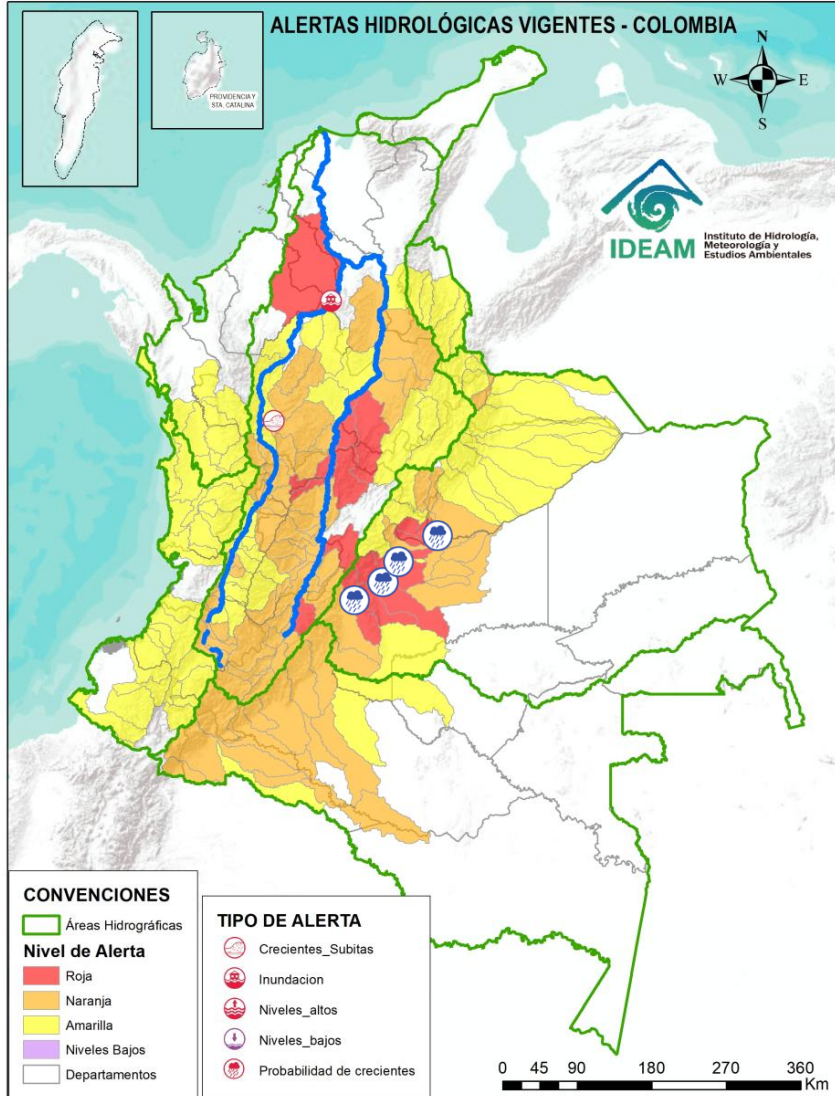 ALERTAS HIDROLÓGICAS VIGENTES - COLOMBIA
PROVIDENCIA Y
STA. CATALINA
N
W
E
S
IDEAM
Instituto de Hidrología,
Meteorología y
Estudios Ambientales
CONVENCIONES
Áreas Hidrográficas
Nivel de Alerta
Roja
Naranja
Amarilla
Niveles Bajos
Departamentos
TIPO DE ALERTA
Crecientes_Subitas
Inundacion
Niveles_altos
Niveles_bajos
Probabilidad de crecientes
0 45 90 180 270 360
Km